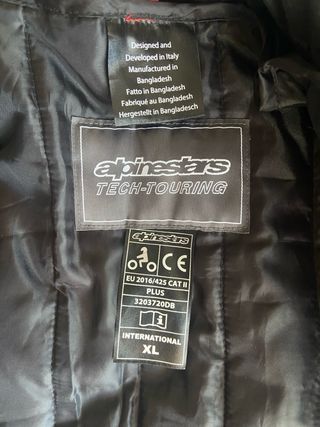 Designed and
Developed in Italy
Manufactured in
Bangladesh
Fatto in Bangladesh
Fabriqué au Bangladesh
Hergestellt in Bangladesch
alpinestars
TECH-TOURING
alpinestars
CE
EU 2016/425 CAT II
PLUS
3203720DB
i
INTERNATIONAL
XL